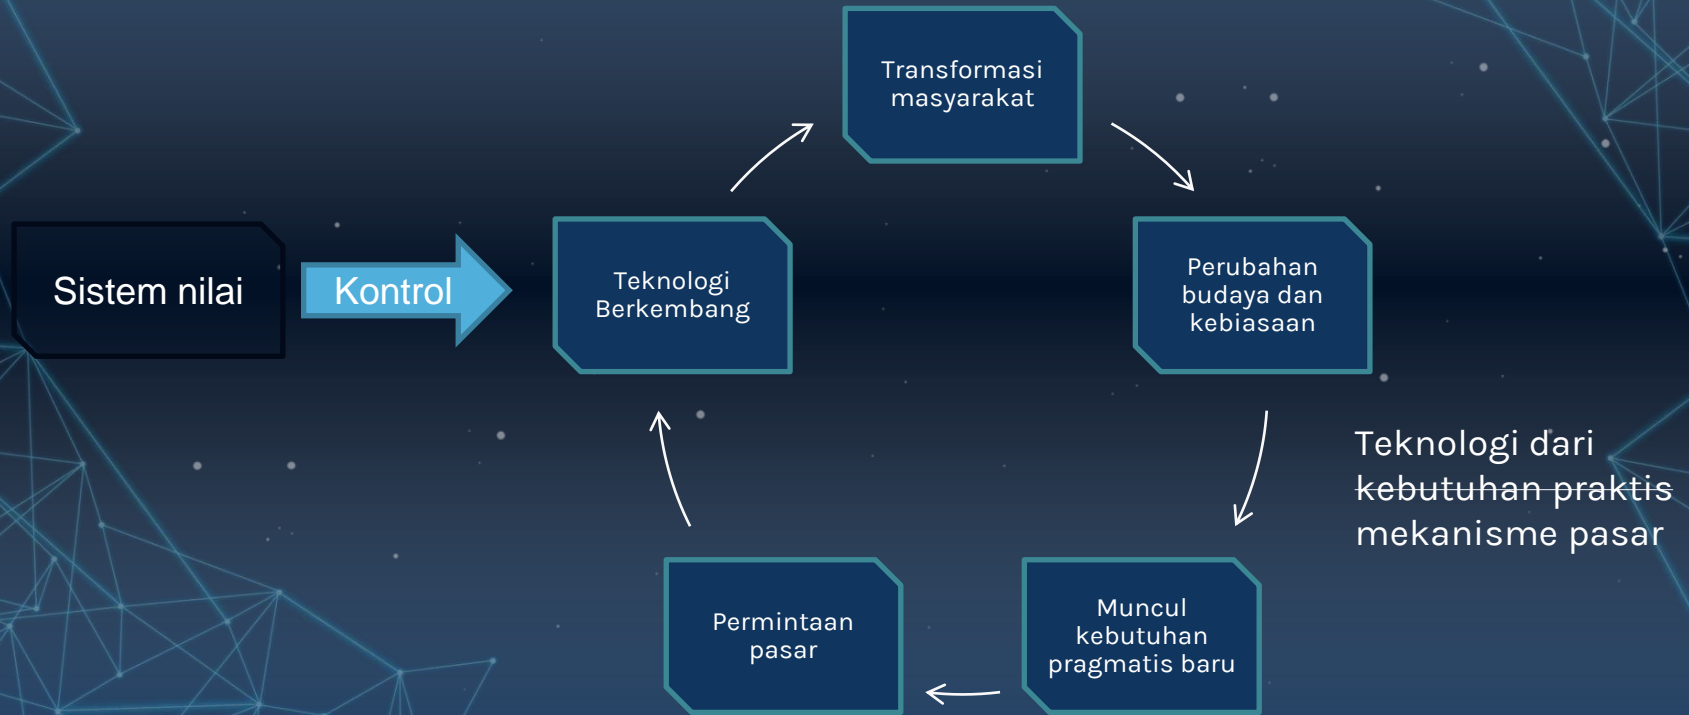 Transformasi
masyarakat
Sistem nilai
Kontrol
Teknologi
Berkembang
Perubahan
budaya dan
kebiasaan
Teknologi dari
kebutuhan praktis
mekanisme pasar
Permintaan
pasar
Muncul
kebutuhan
pragmatis baru